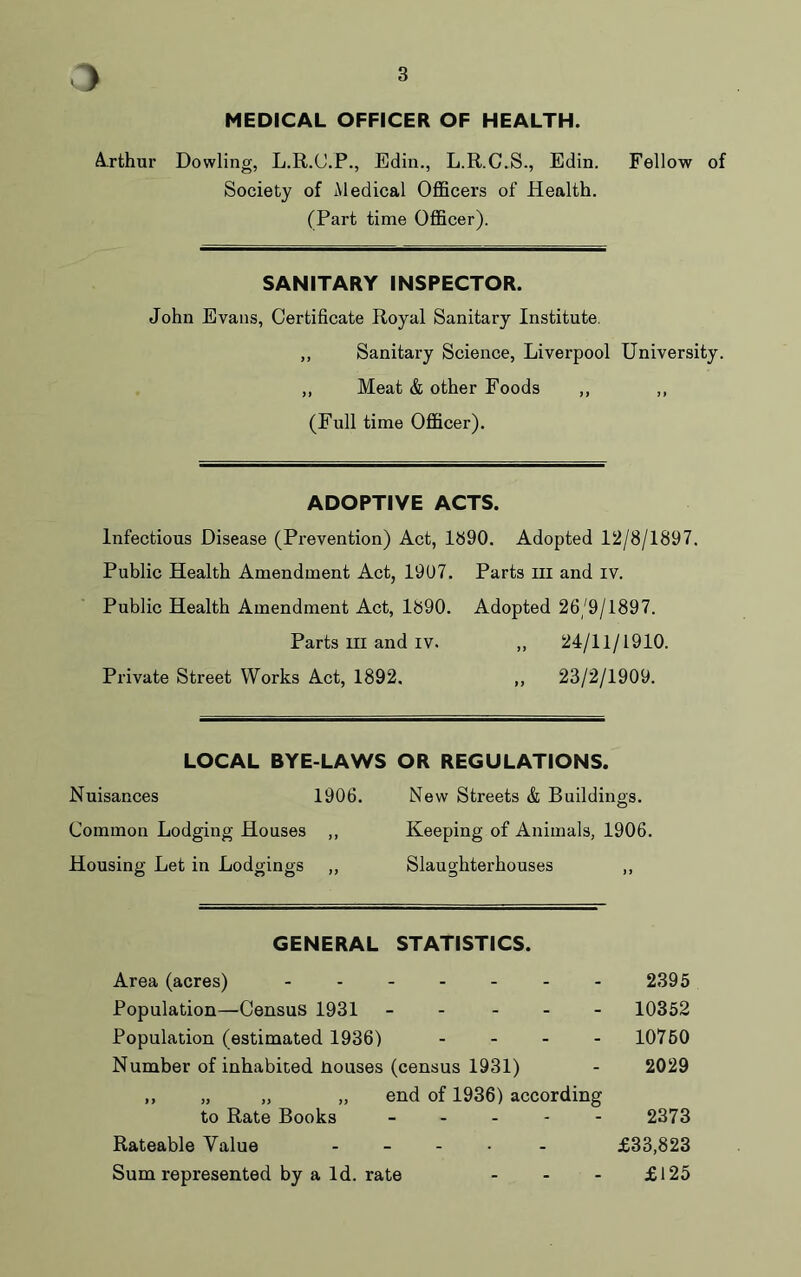 3
MEDICAL OFFICER OF HEALTH.
Arthur Dowling, L.R.C.P., Edin., L.R.C.S., Edin. Fellow of
Society of Medical Officers of Health.
(Part time Officer).
SANITARY INSPECTOR.
John Evans, Certificate Royal Sanitary Institute.
,, Sanitary Science, Liverpool University.
,, Meat & other Foods ,, ,,
(Full time Officer).
ADOPTIVE ACTS.
Infectious Disease (Prevention) Act, 1890. Adopted 12/8/1897.
Public Health Amendment Act, 1907. Parts III and IV.
Public Health Amendment Act, 1890. Adopted 26/9/1897.
Parts III and IV. ,, 24/11/1910.
Private Street Works Act, 1892. ,, 23/2/1909.
LOCAL BYE-LAWS OR REGULATIONS.
Nuisances 1906. New Streets & Buildings.
Common Lodging Houses ,, Keeping of Animals, 1906.
Housing Let in Lodgings ,, Slaughterhouses ,,
GENERAL STATISTICS.
Area (acres) - - - - - - - 2395
Population—Census 1931 - - - - - 10352
Population (estimated 1936) - - - - 10750
Number of inhabited houses (census 1931) - 2029
,, ,, ,, ,, end of 1936) according
to Rate Books - - - - - 2373
Rateable Value - - - - - £33,823
Sum represented by a 1d. rate - - - £125